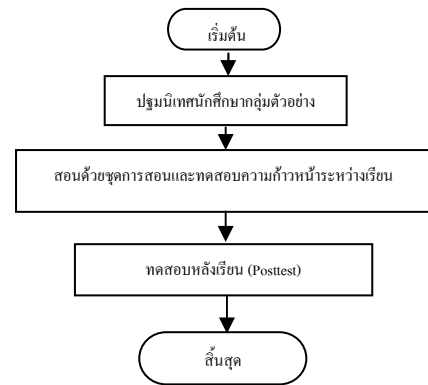 เริ่มต้น
ปฐมนิเทศนักศึกษากลุ่มตัวอย่าง
สอนด้วยชุดการสอนและทดสอบความก้าวหน้าระหว่างเรียน
ทดสอบหลังเรียน (Posttest)
สิ้นสุด